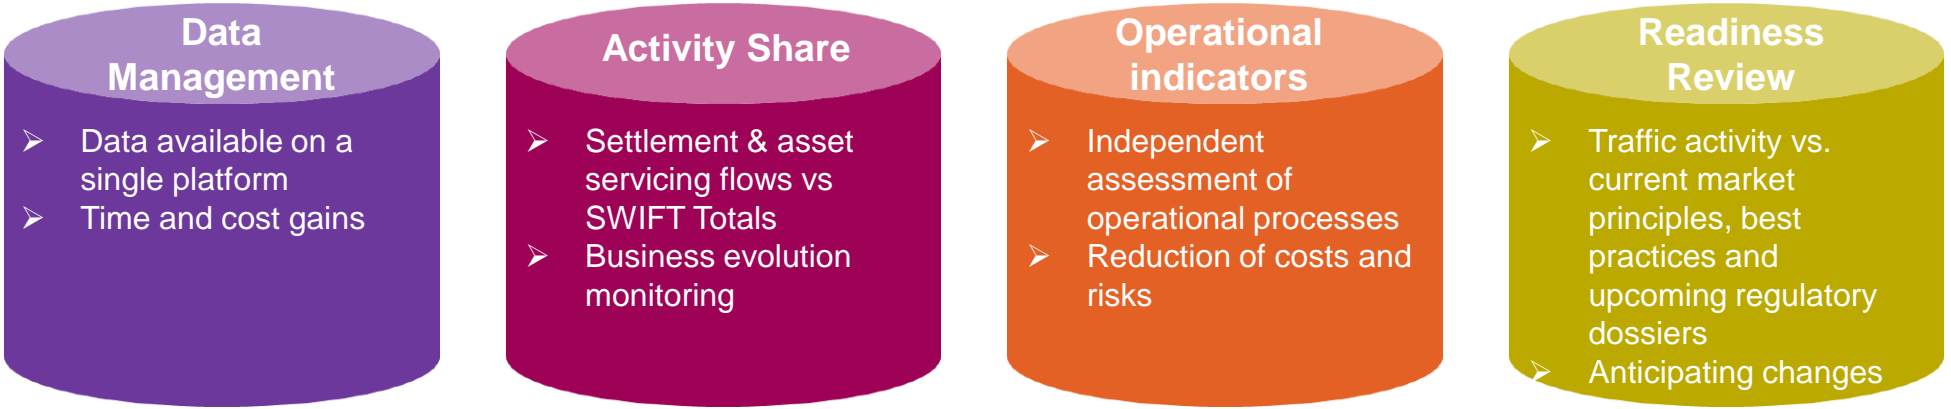 Data
Management
➢ Data available on a
single platform
➢ Time and cost gains
Activity Share
➢ Settlement & asset
servicing flows vs
SWIFT Totals
➢ Business evolution
monitoring
Operational
indicators
➢ Independent
assessment of
operational processes
➢ Reduction of costs and
risks
Readiness
Review
➢ Traffic activity vs.
current market
principles, best
practices and
upcoming regulatory
dossiers
➢ Anticipating changes